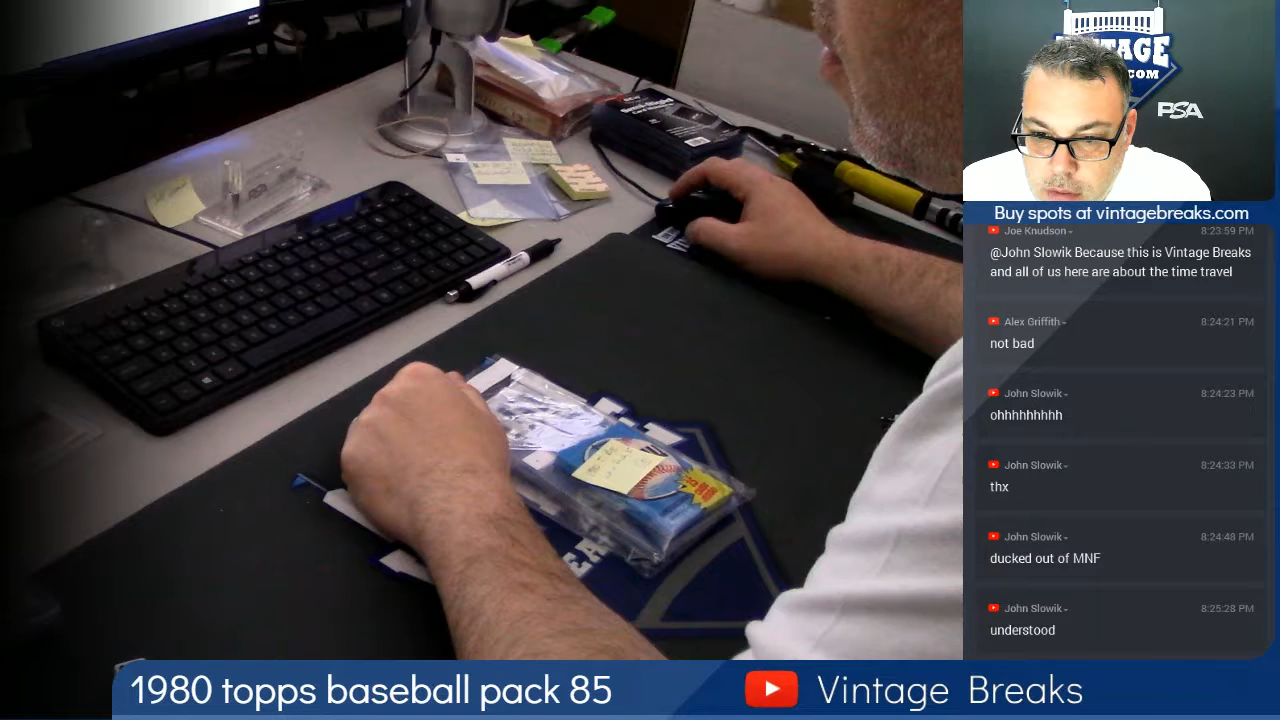 VINTAGE
.COM
PSA
Buy spots at vintagebreaks.com
Joe Knudson
8:23:59 PM
@John Slowik Because this is Vintage Breaks
and all of us here are about the time travel
Alex Griffith
8:24:21 PM
not bad
John Slowik
8:24:23 PM
ohhhhhhhhh
John Slowik
8:24:33 PM
thx
John Slowik
8:24:48 PM
ducked out of MNF
John Slowik
8:25:28 PM
understood
1980 topps baseball pack 85
Vintage Breaks